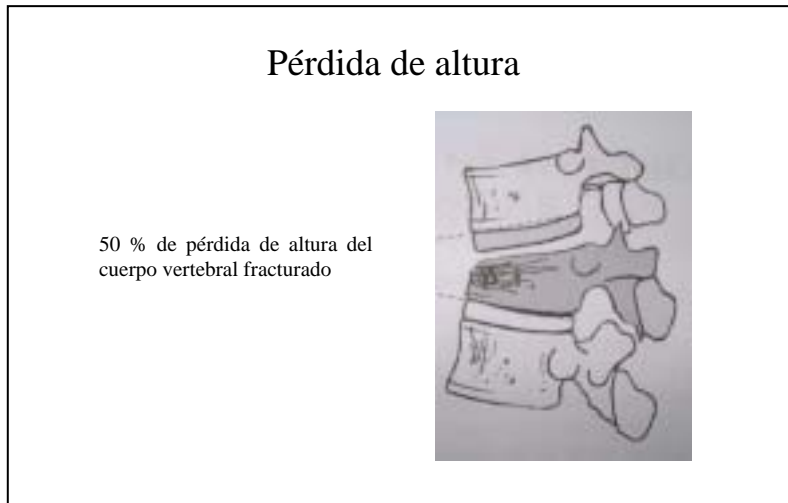 Pérdida de altura
50 % de pérdida de altura del
cuerpo vertebral fracturado